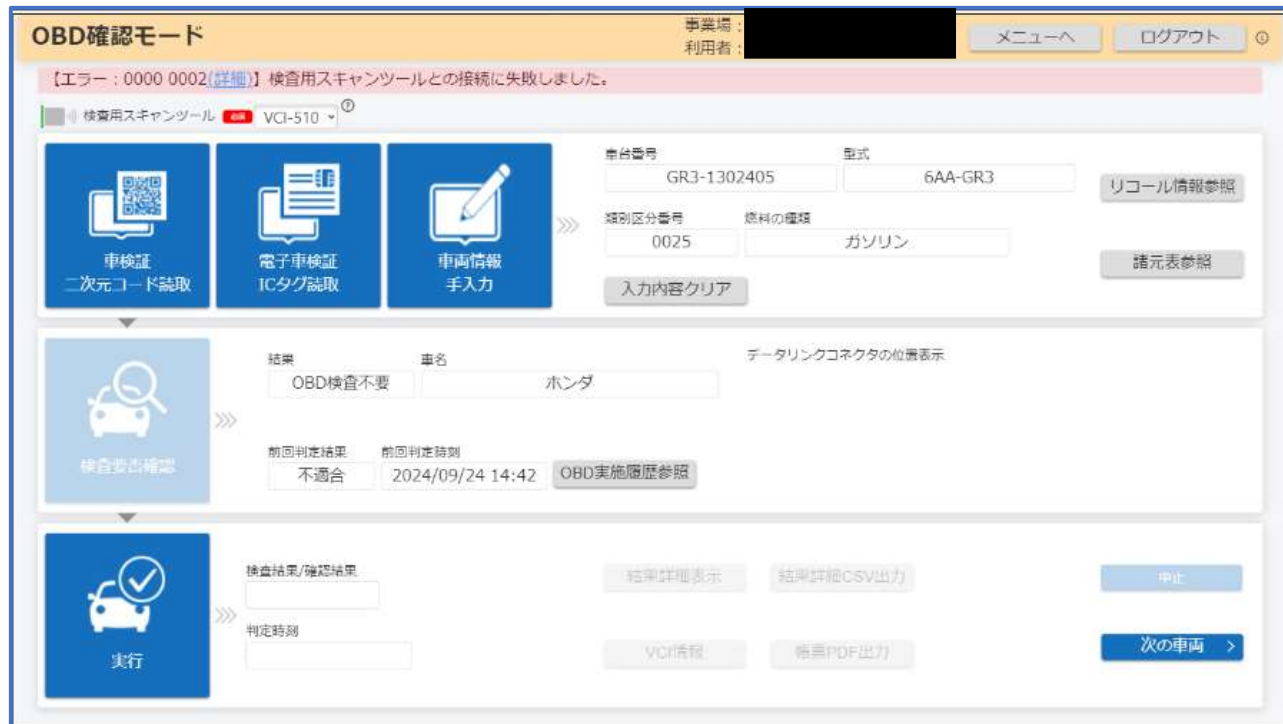 OBD確認モード
事業場：
利用者：
メニューへ
ログアウト
【エラー：0000 0002(詳細)】検査用スキャンツールとの接続に失敗しました。
検査用スキャンツール 必須 VCI-510
車検証
二次元コード読取
電子車検証
ICタグ読取
車両情報
手入力
車台番号
GR3-1302405
型式
6AA-GR3
リコール情報参照
類別区分番号
0025
燃料の種類
ガソリン
諸元表参照
入力内容クリア
検査要否確認
結果
OBD検査不要
車名
ホンダ
データリンクコネクタの位置表示
前回判定結果
不適合
前回判定時刻
2024/09/24 14:42
OBD実施履歴参照
実行
検査結果/確認結果
判定時刻
結果詳細表示
結果詳細CSV出力
中止
VCI情報
帳票PDF出力
次の車両